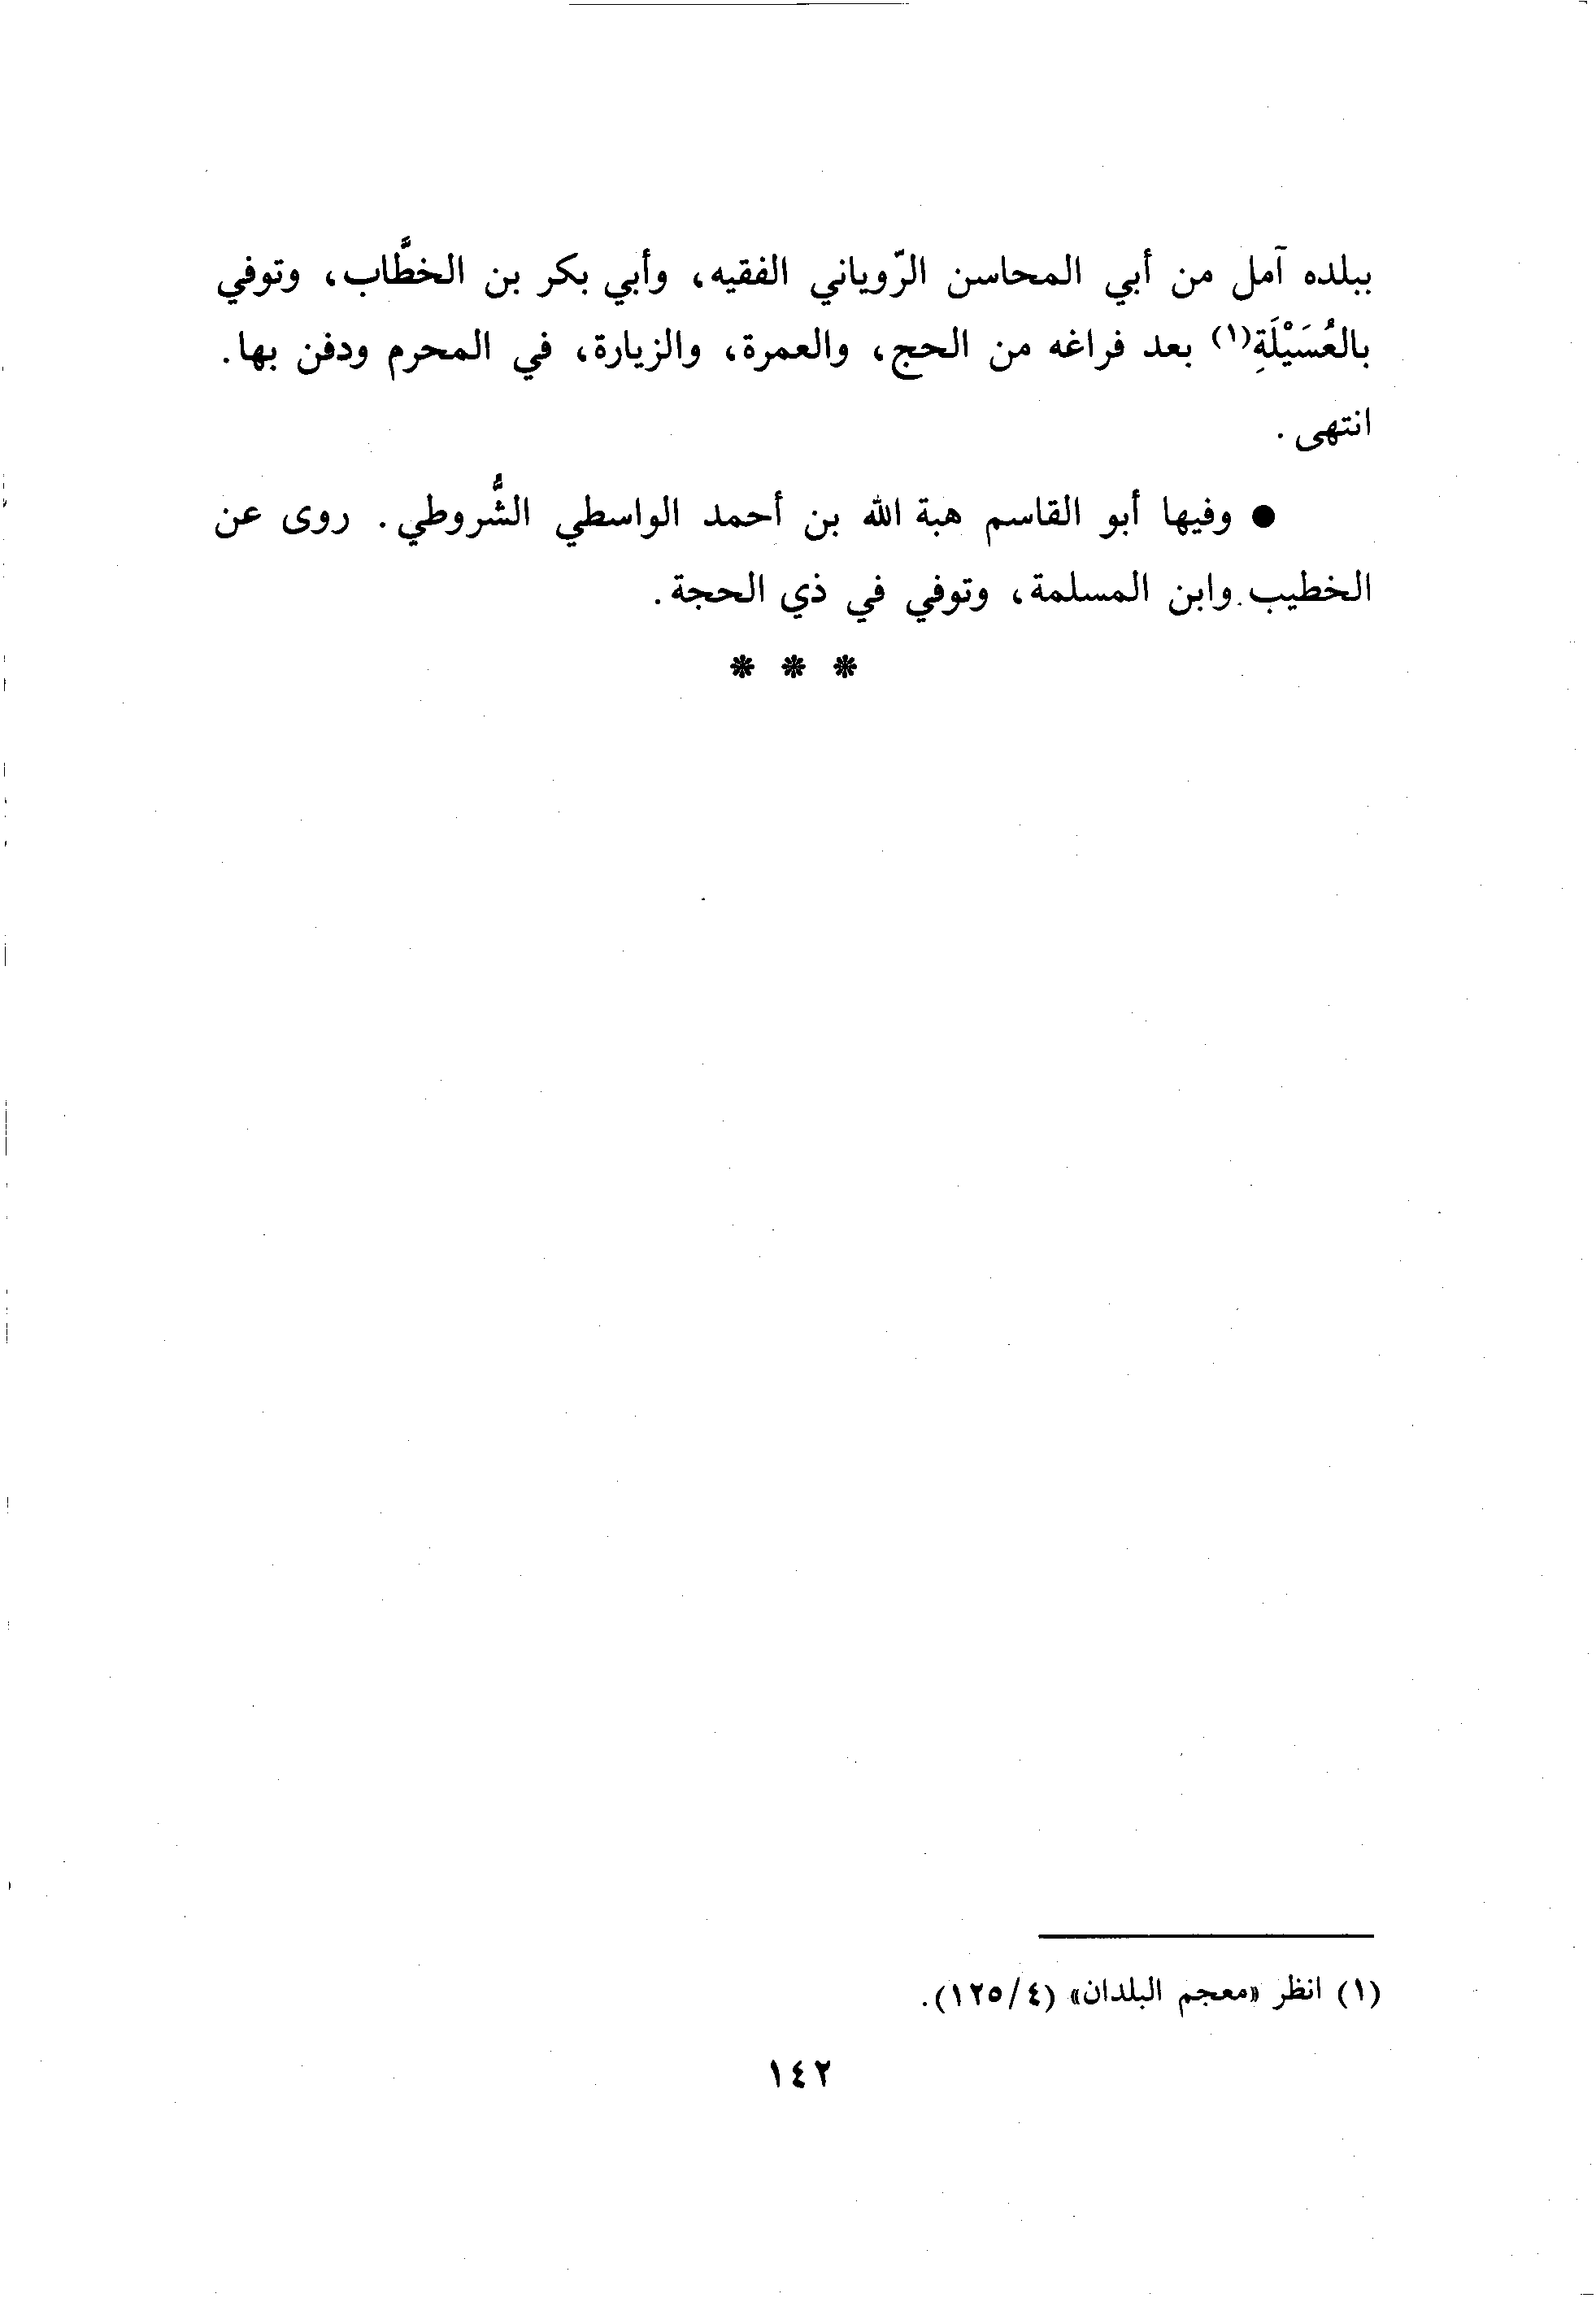 ببلده آمل من أبي المحاسن الرّوياني الفقيه، وأبي بكر بن الخطَّاب، وتوفي
بالعُسَيْلَةِ(١) بعد فراغه من الحج، والعمرة، والزيارة، في المحرم ودفن بها.
انتهى.
● وفيها أبو القاسم هبة الله بن أحمد الواسطي الشُّروطي. روى عن
الخطيب وابن المسلمة، وتوفي في ذي الحجة.
* * *
(١) انظر «معجم البلدان» (٤/١٢٥).
١٤٢